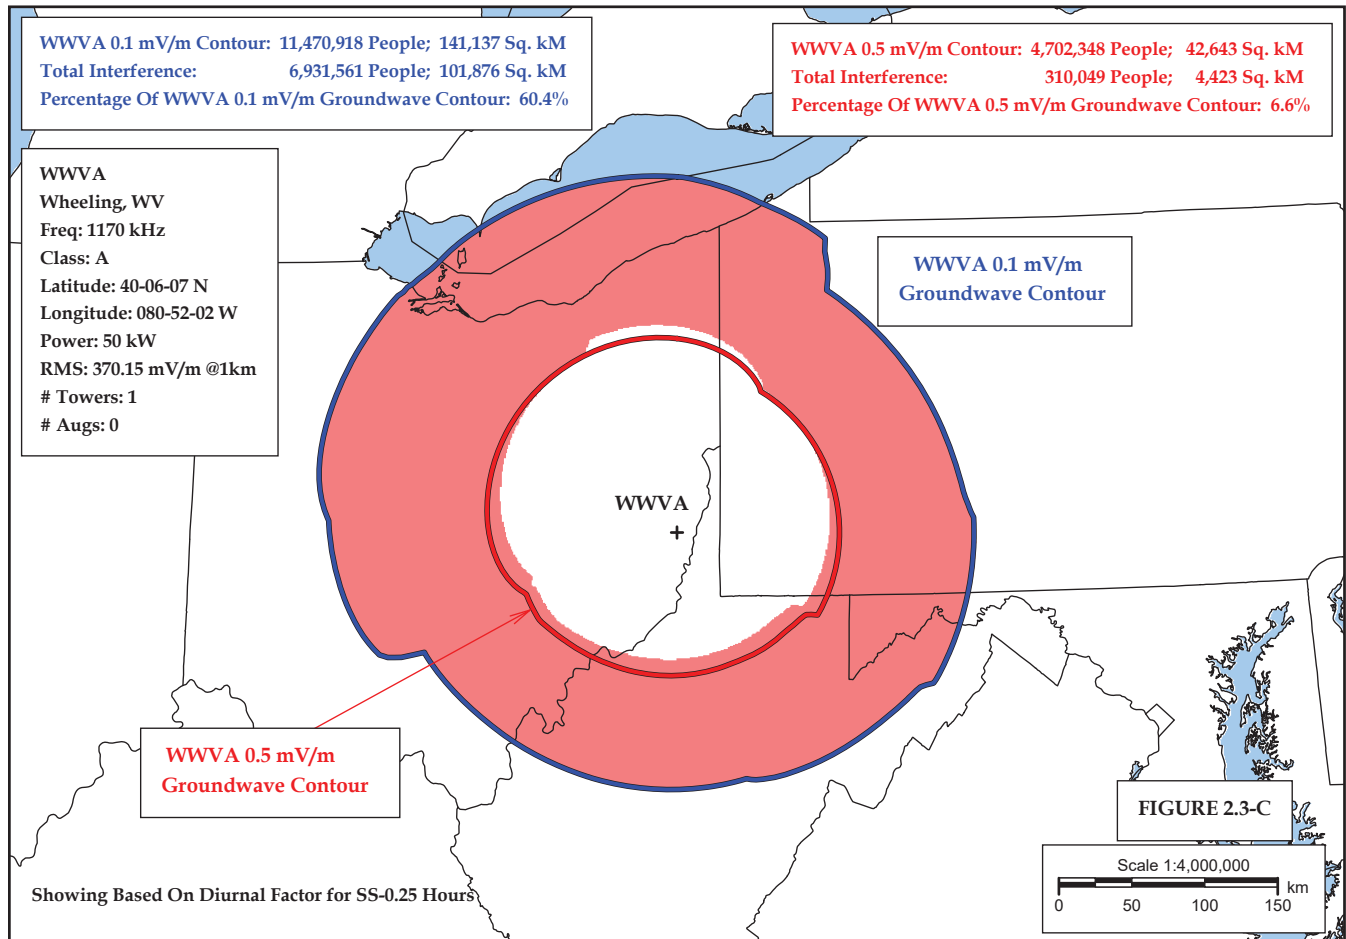 WWVA 0.1 mV/m Contour: 11,470,918 People; 141,137 Sq. kM
Total Interference: 6,931,561 People; 101,876 Sq. kM
Percentage Of WWVA 0.1 mV/m Groundwave Contour: 60.4%
WWVA 0.5 mV/m Contour: 4,702,348 People; 42,643 Sq. kM
Total Interference: 310,049 People; 4,423 Sq. kM
Percentage Of WWVA 0.5 mV/m Groundwave Contour: 6.6%
WWVA
Wheeling, WV
Freq: 1170 kHz
Class: A
Latitude: 40-06-07 N
Longitude: 080-52-02 W
Power: 50 kW
RMS: 370.15 mV/m @1km
# Towers: 1
# Augs: 0
WWVA 0.1 mV/m
Groundwave Contour
WWVA
WWVA 0.5 mV/m
Groundwave Contour
FIGURE 2.3-C
Scale 1:4,000,000
km
0 50 100 150
Showing Based On Diurnal Factor for SS-0.25 Hours